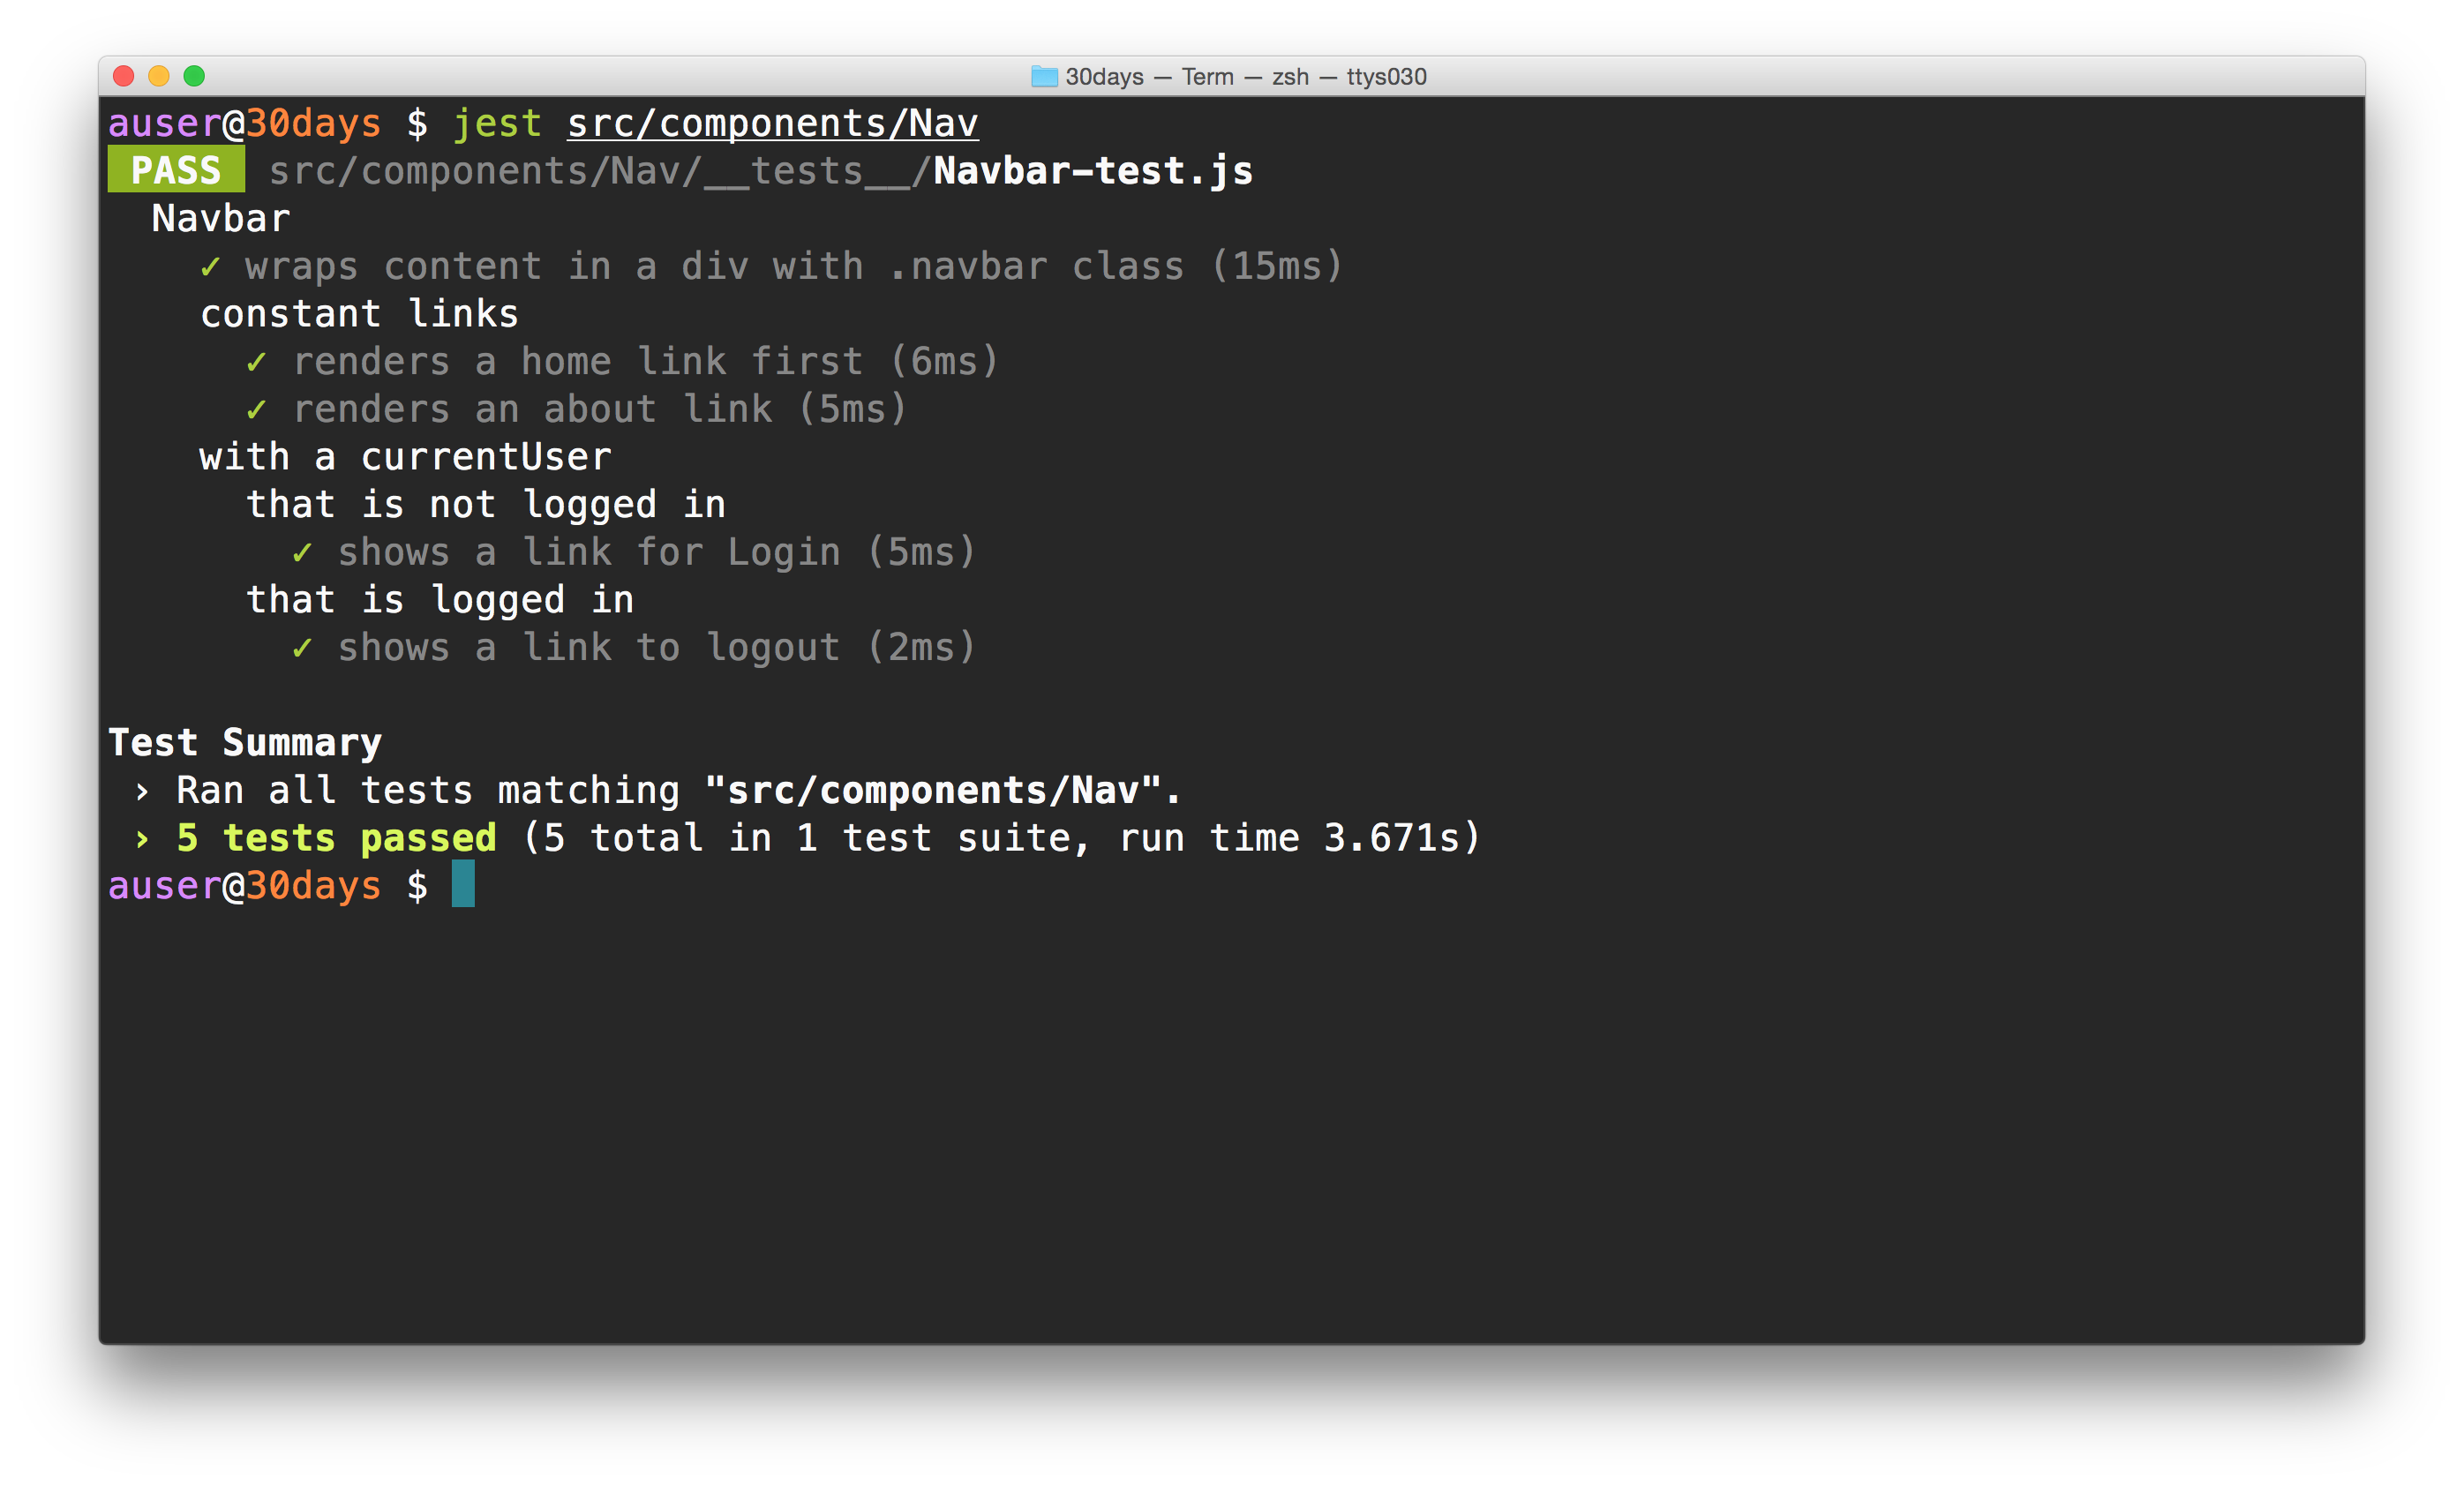 30days — Term — zsh — ttys030
auser@30days $ jest src/components/Nav
PASS src/components/Nav/__tests__/Navbar-test.js
Navbar
✓ wraps content in a div with .navbar class (15ms)
constant links
✓ renders a home link first (6ms)
✓ renders an about link (5ms)
with a currentUser
that is not logged in
✓ shows a link for Login (5ms)
that is logged in
✓ shows a link to logout (2ms)
Test Summary
› Ran all tests matching "src/components/Nav".
› 5 tests passed (5 total in 1 test suite, run time 3.671s)
auser@30days $